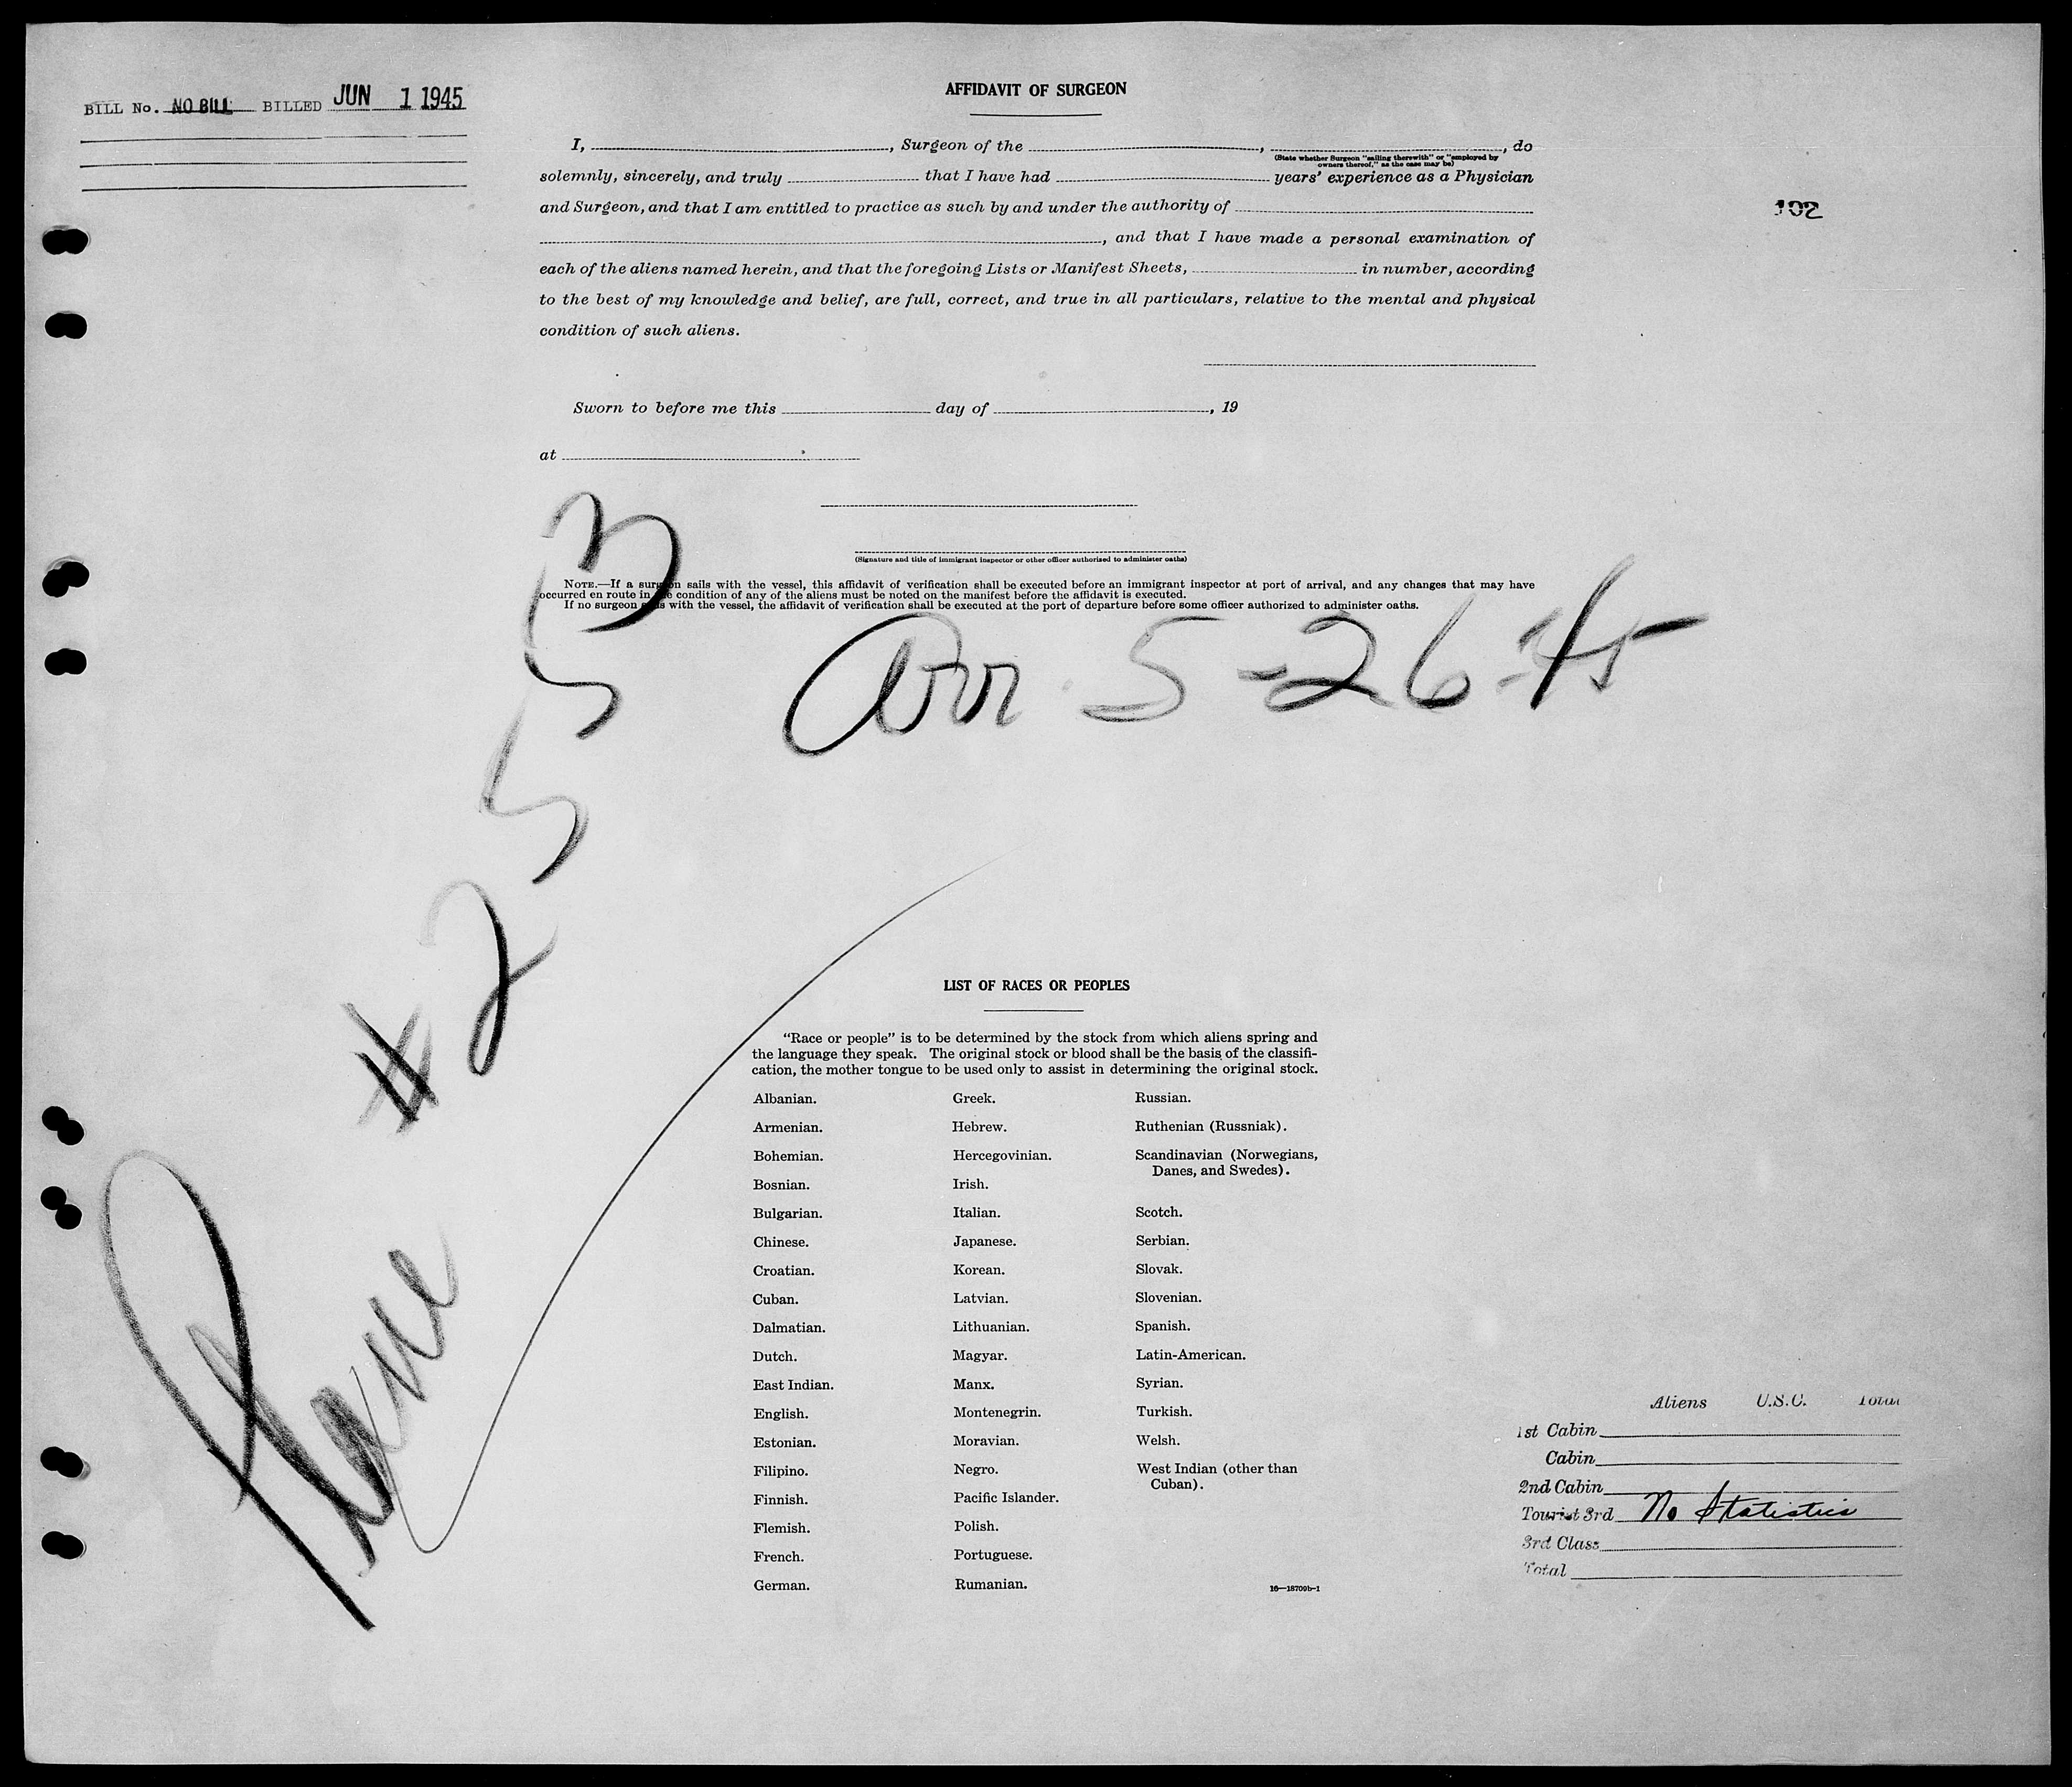 BILL No. NO BILL BILLED JUN 1 1945
AFFIDAVIT OF SURGEON
I, , Surgeon of the , , do
(State whether Surgeon "sailing therewith" or "employed by
owners thereof," as the case may be)
solemnly, sincerely, and truly that I have had years' experience as a Physician
and Surgeon, and that I am entitled to practice as such by and under the authority of
, and that I have made a personal examination of
each of the aliens named herein, and that the foregoing Lists or Manifest Sheets, in number, according
to the best of my knowledge and belief, are full, correct, and true in all particulars, relative to the mental and physical
condition of such aliens.
102
Sworn to before me this day of , 19
at
(Signature and title of immigrant inspector or other officer authorized to administer oaths)
NOTE.—If a surgeon sails with the vessel, this affidavit of verification shall be executed before an immigrant inspector at port of arrival, and any changes that may have
occurred en route in the condition of any of the aliens must be noted on the manifest before the affidavit is executed.
If no surgeon sails with the vessel, the affidavit of verification shall be executed at the port of departure before some officer authorized to administer oaths.
Arr 5-26-45
Plane #2553
LIST OF RACES OR PEOPLES
"Race or people" is to be determined by the stock from which aliens spring and
the language they speak. The original stock or blood shall be the basis of the classifi-
cation, the mother tongue to be used only to assist in determining the original stock.
Albanian.
Armenian.
Bohemian.
Bosnian.
Bulgarian.
Chinese.
Croatian.
Cuban.
Dalmatian.
Dutch.
East Indian.
English.
Estonian.
Filipino.
Finnish.
Flemish.
French.
German.
Greek.
Hebrew.
Hercegovinian.
Irish.
Italian.
Japanese.
Korean.
Latvian.
Lithuanian.
Magyar.
Manx.
Montenegrin.
Moravian.
Negro.
Pacific Islander.
Polish.
Portuguese.
Rumanian.
Russian.
Ruthenian (Russniak).
Scandinavian (Norwegians,
Danes, and Swedes).
Scotch.
Serbian.
Slovak.
Slovenian.
Spanish.
Latin-American.
Syrian.
Turkish.
Welsh.
West Indian (other than
Cuban).
16—18709b-1
Aliens U.S.C. Total
1st Cabin
Cabin
2nd Cabin
Tourist 3rd No Statistics
3rd Class
Total